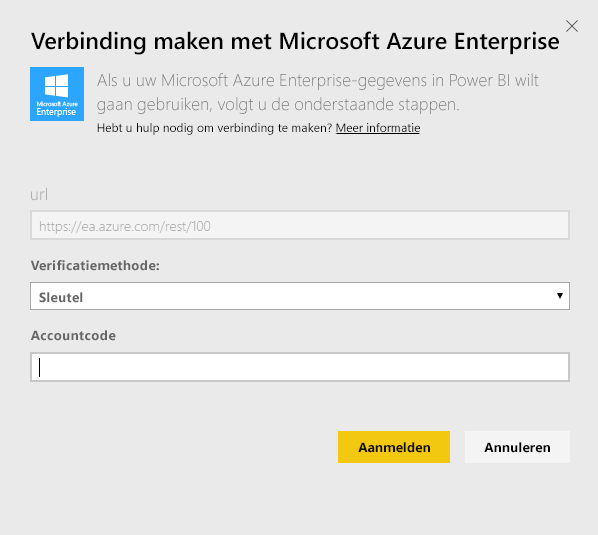 Verbinding maken met Microsoft Azure Enterprise
Microsoft Azure
Enterprise
Als u uw Microsoft Azure Enterprise-gegevens in Power BI wilt
gaan gebruiken, volgt u de onderstaande stappen.
Hebt u hulp nodig om verbinding te maken? Meer informatie
url
https://ea.azure.com/rest/100
Verificatiemethode:
Sleutel
Accountcode
Aanmelden Annuleren